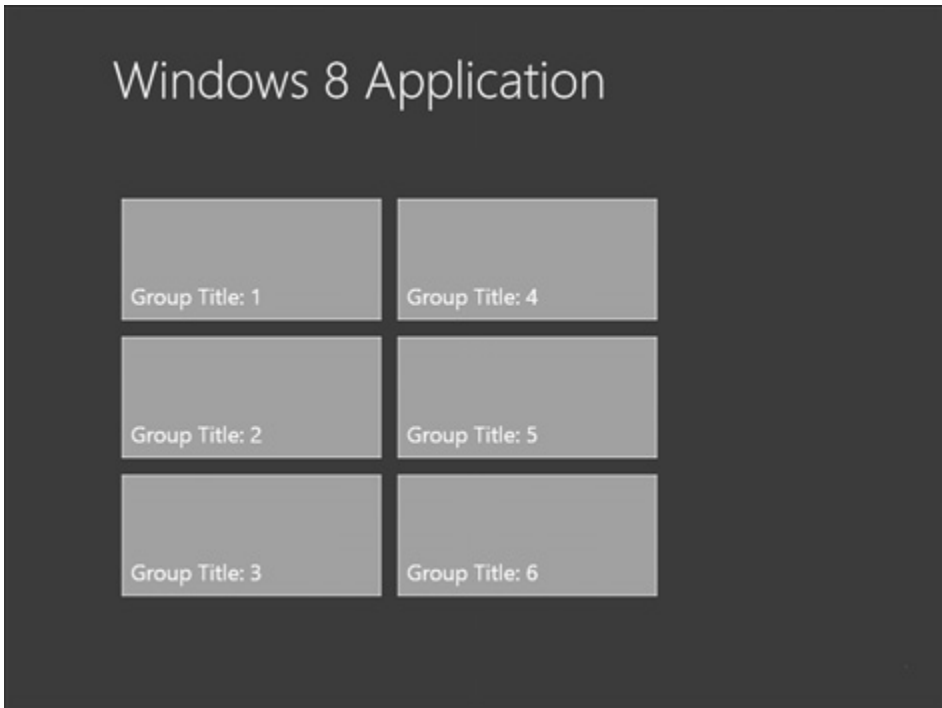 Windows 8 Application
Group Title: 1
Group Title: 4
Group Title: 2
Group Title: 5
Group Title: 3
Group Title: 6